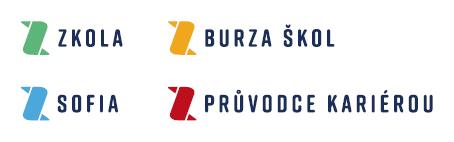 ZKOLA
BURZA ŠKOL
SOFIA
PRŮVODCE KARIÉROU